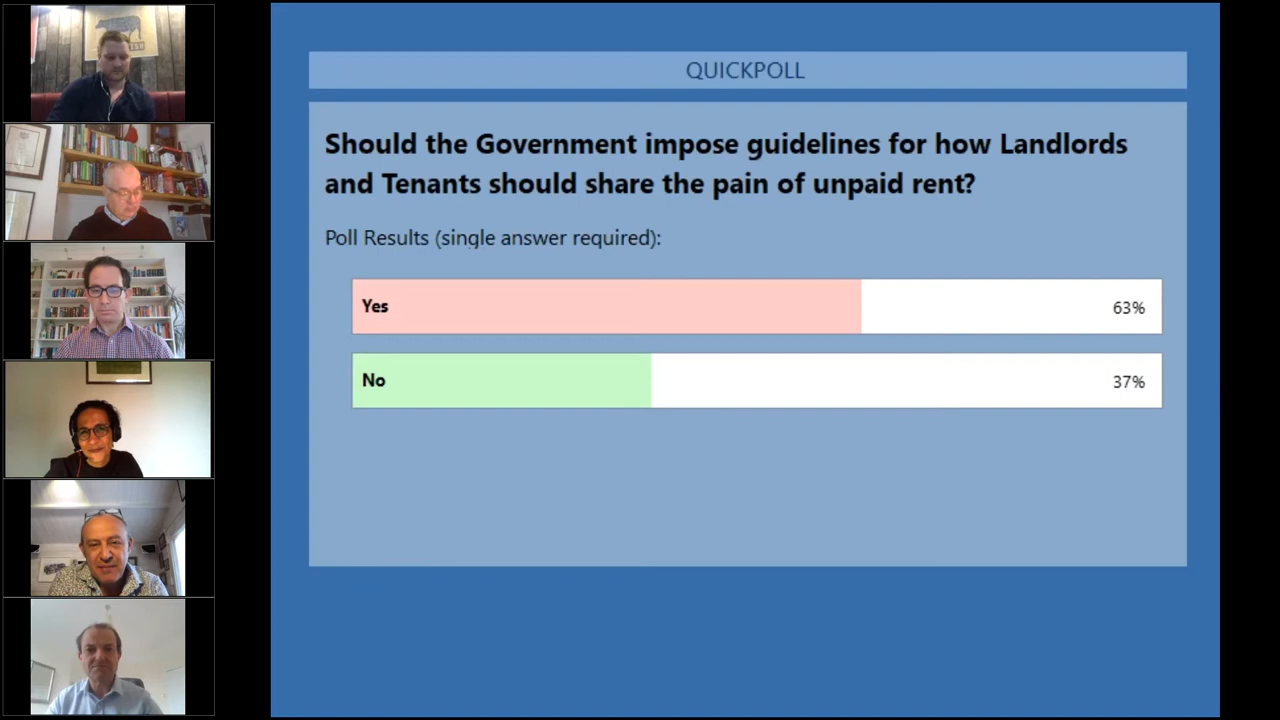 QUICKPOLL
Should the Government impose guidelines for how Landlords
and Tenants should share the pain of unpaid rent?
Poll Results (single answer required):
Yes
63%
No
37%